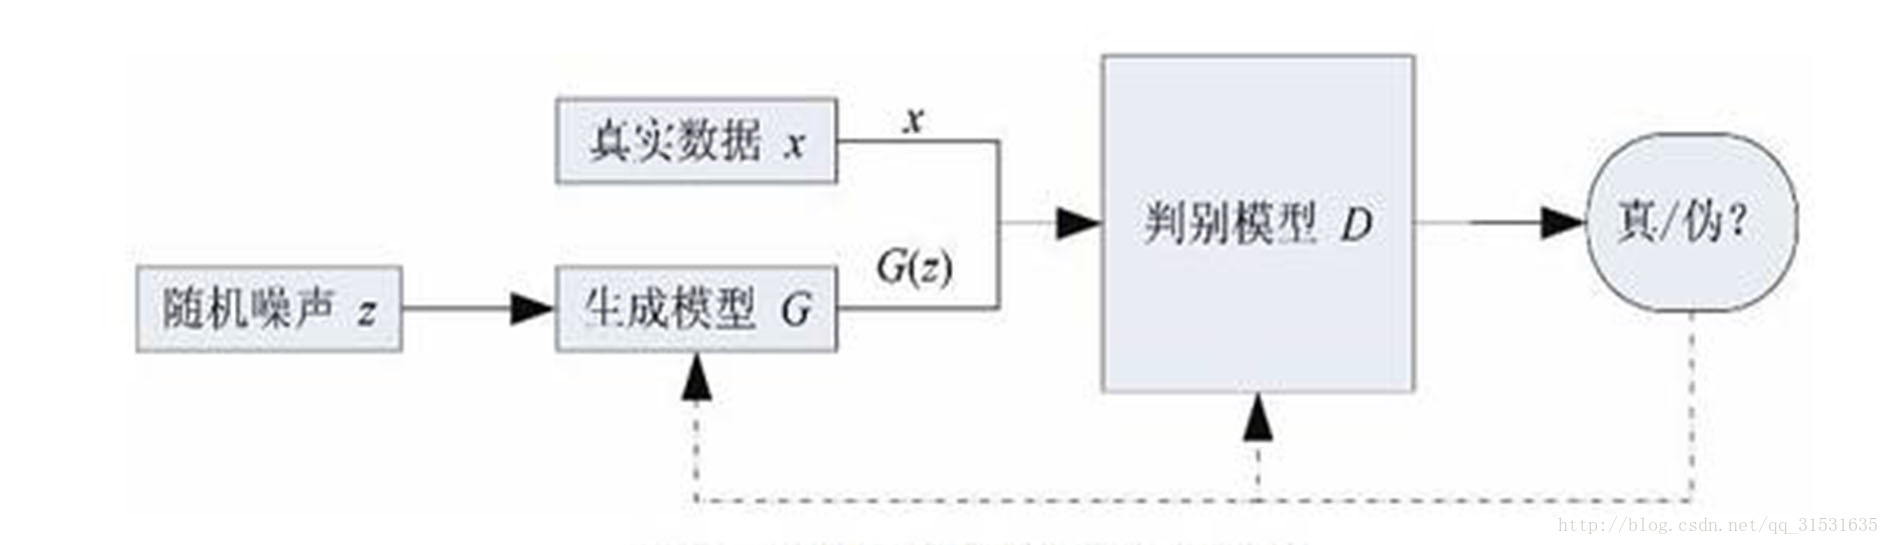 真实数据 x
x
判别模型 D
真/伪?
随机噪声 z
生成模型 G
G(z)
http://blog.csdn.net/qq_31531635